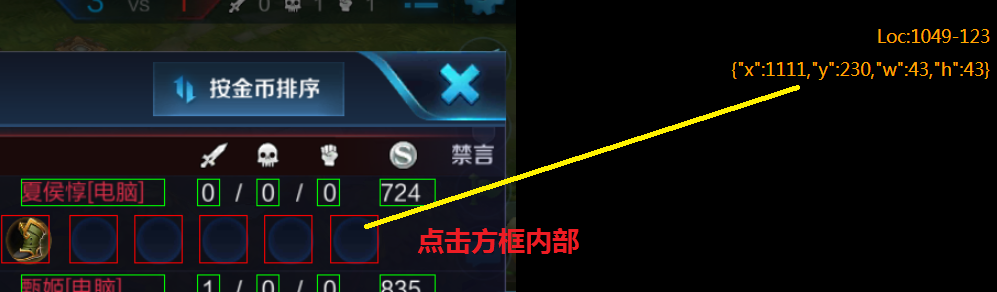 3 vs 1 0 1 1
Loc:1049-123
{"x":1111,"y":230,"w":43,"h":43}
按金币排序
S 禁言
夏侯惇[电脑] 0 / 0 / 0 724
点击方框内部
甄姬[电脑] 1 / 0 / 0 835